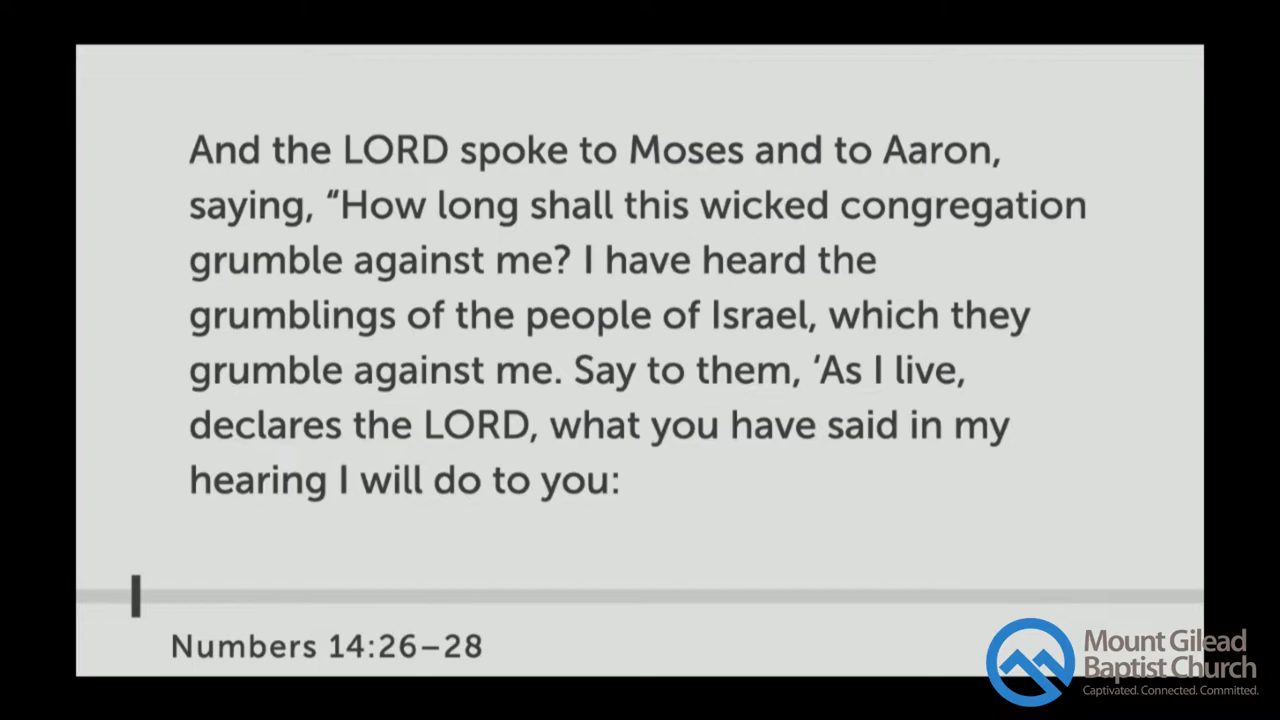 And the LORD spoke to Moses and to Aaron,
saying, “How long shall this wicked congregation
grumble against me? I have heard the
grumblings of the people of Israel, which they
grumble against me. Say to them, ‘As I live,
declares the LORD, what you have said in my
hearing I will do to you:
Numbers 14:26–28
Mount Gilead
Baptist Church
Captivated. Connected. Committed.